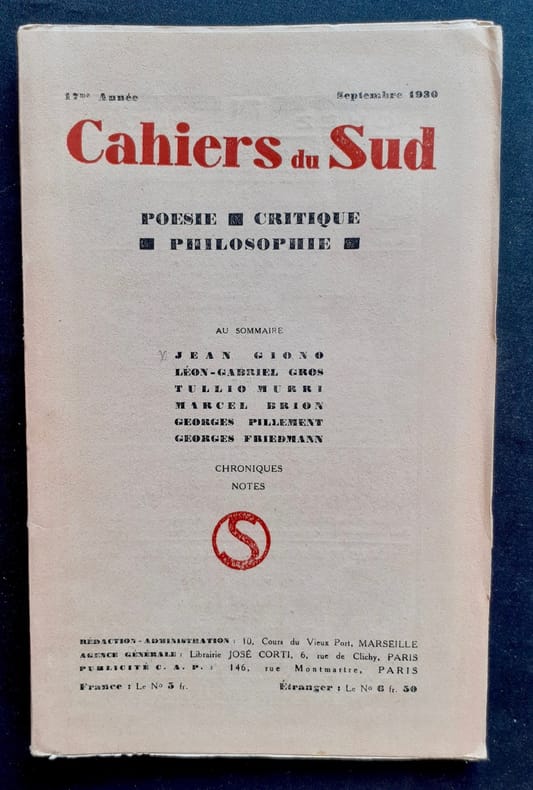 17me Année Septembre 1930
Cahiers du Sud
POESIE ■ CRITIQUE
■ PHILOSOPHIE ■
AU SOMMAIRE
JEAN GIONO
LÉON-GABRIEL GROS
TULLIO MURRI
MARCEL BRION
GEORGES PILLEMENT
GEORGES FRIEDMANN
CHRONIQUES
NOTES
S
RÉDACTION-ADMINISTRATION : 10, Cours du Vieux Port, MARSEILLE
AGENCE GÉNÉRALE : Librairie JOSÉ CORTI, 6, rue de Clichy, PARIS
PUBLICITÉ C. A. P. : 146, rue Montmartre, PARIS
France : Le No 5 fr. Étranger : Le No 6 fr. 50